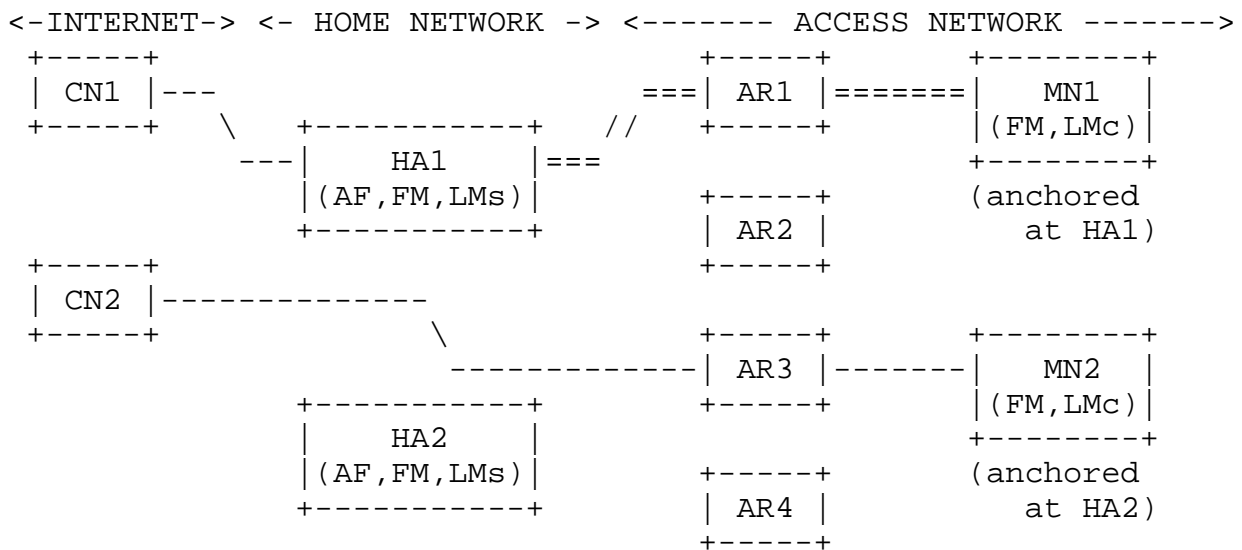 <-INTERNET-> <- HOME NETWORK -> <------- ACCESS NETWORK ------->
CN1 AR1 MN1
(FM,LMc)
HA1
(AF,FM,LMs) (anchored
AR2 at HA1)
CN2
AR3 MN2
(FM,LMc)
HA2
(AF,FM,LMs) (anchored
AR4 at HA2)